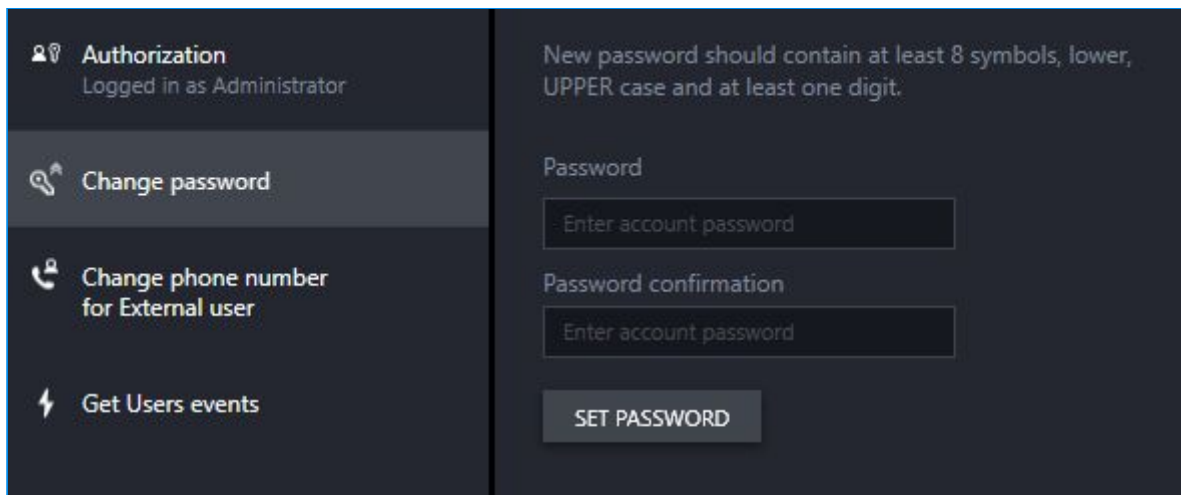 Authorization
Logged in as Administrator
Change password
Change phone number
for External user
Get Users events
New password should contain at least 8 symbols, lower,
UPPER case and at least one digit.
Password
Enter account password
Password confirmation
Enter account password
SET PASSWORD